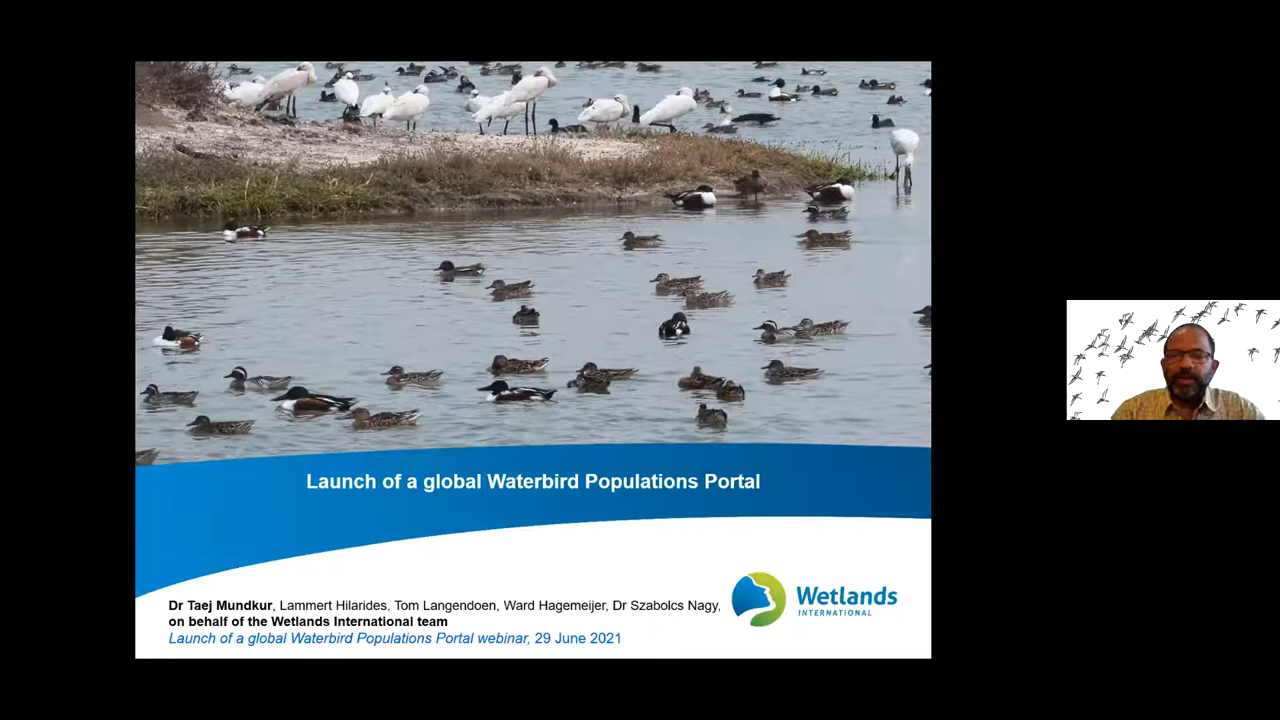 Launch of a global Waterbird Populations Portal
Dr Taej Mundkur, Lammert Hilarides, Tom Langendoen, Ward Hagemeijer, Dr Szabolcs Nagy,
on behalf of the Wetlands International team
Launch of a global Waterbird Populations Portal webinar, 29 June 2021
Wetlands
INTERNATIONAL